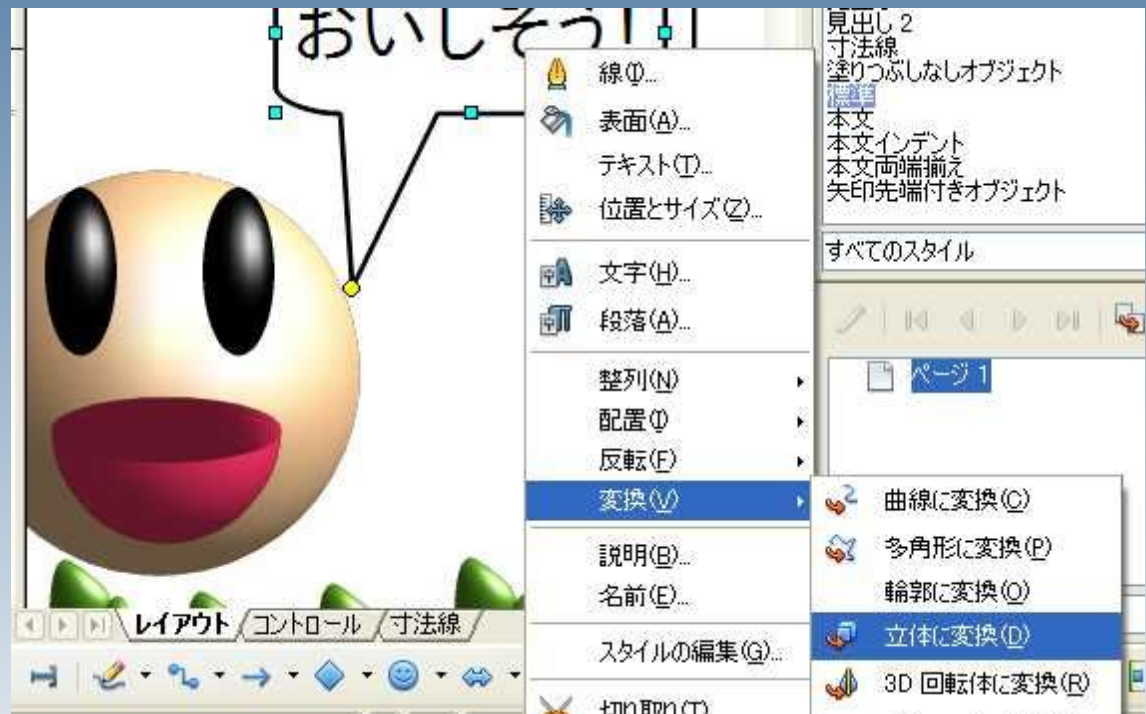 おいしそう!
線(I)...
表面(A)...
テキスト(T)...
位置とサイズ(Z)...
文字(H)...
段落(A)...
整列(N)
配置(I)
反転(F)
変換(V)
説明(B)...
名前(E)...
スタイルの編集(G)...
切り取り(T)
曲線に変換(C)
多角形に変換(P)
輪郭に変換(O)
立体に変換(D)
3D 回転体に変換(R)
見出し2
寸法線
塗りつぶしなしオブジェクト
標準
本文
本文インデント
本文両端揃え
矢印先端付きオブジェクト
すべてのスタイル
ページ 1
レイアウト
コントロール
寸法線